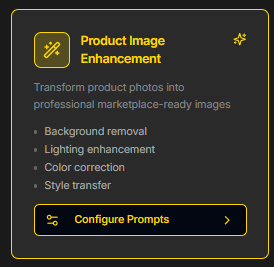 Product Image
Enhancement
Transform product photos into
professional marketplace-ready images
Background removal
Lighting enhancement
Color correction
Style transfer
Configure Prompts